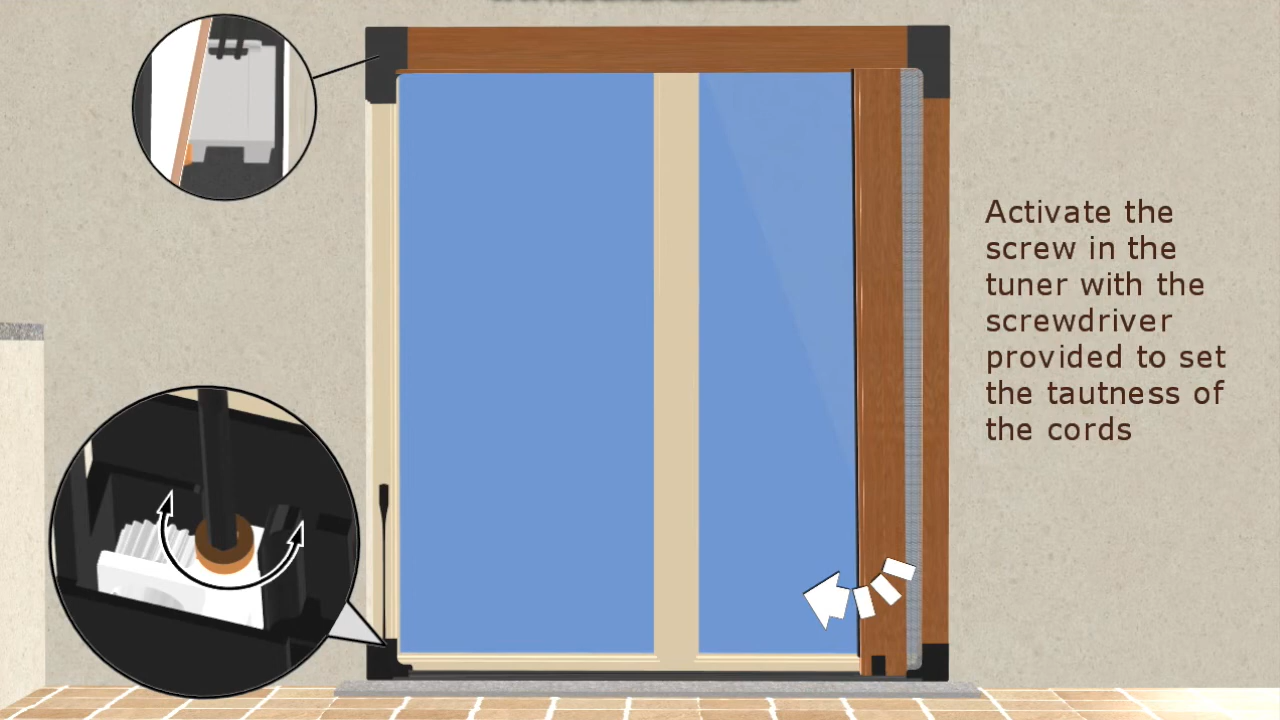 Activate the
screw in the
tuner with the
screwdriver
provided to set
the tautness of
the cords